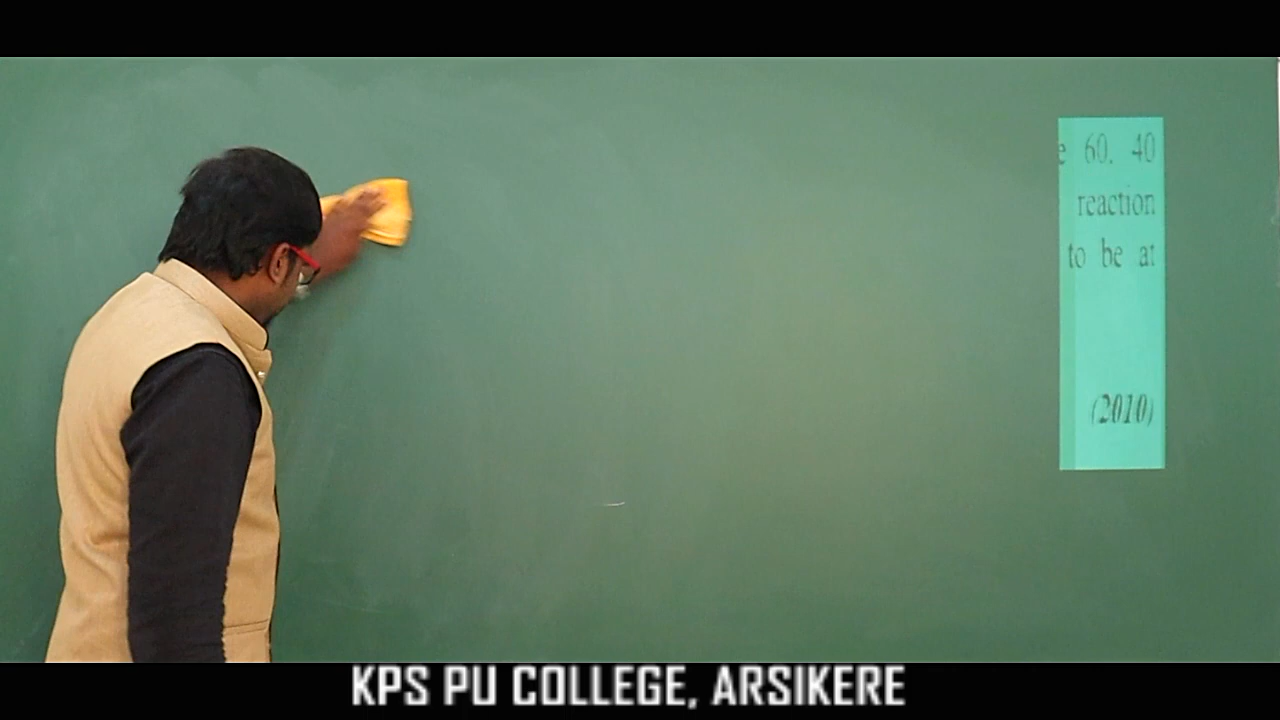 e 60. 40
reaction
to be at
(2010)
KPS PU COLLEGE, ARSIKERE